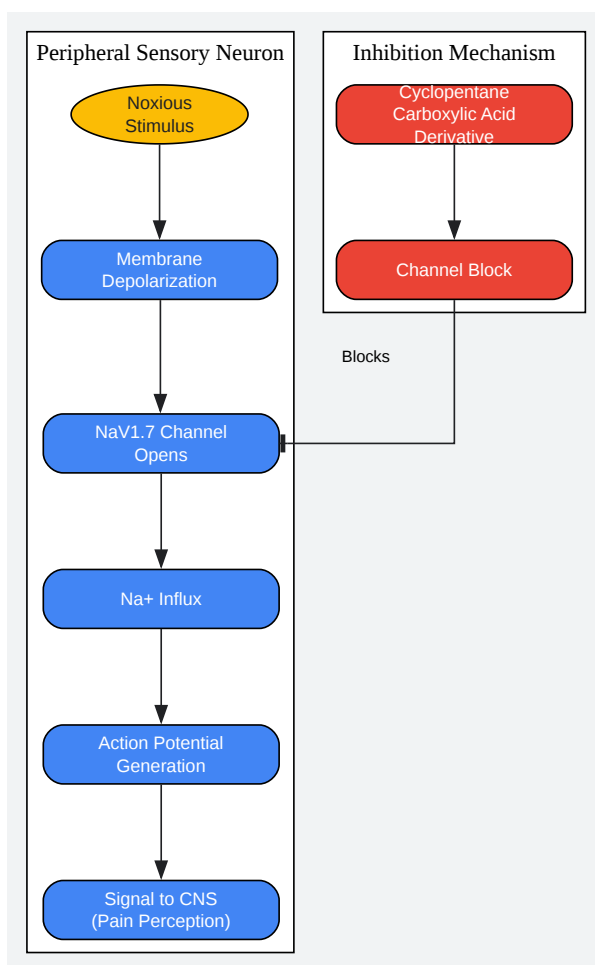 Peripheral Sensory Neuron
Noxious
Stimulus
Membrane
Depolarization
NaV1.7 Channel
Opens
Na+ Influx
Action Potential
Generation
Signal to CNS
(Pain Perception)
Inhibition Mechanism
Cyclopentane
Carboxylic Acid
Derivative
Channel Block
Blocks